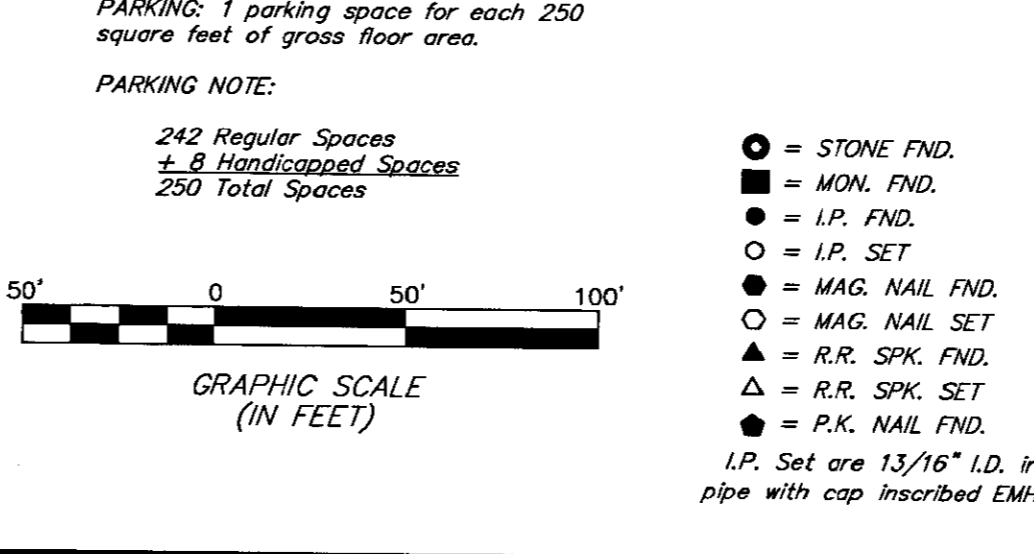 PARKING: 1 parking space for each 250
square feet of gross floor area.
PARKING NOTE:
242 Regular Spaces
+ 8 Handicapped Spaces
250 Total Spaces
50' 0 50' 100'
GRAPHIC SCALE
(IN FEET)
= STONE FND.
= MON. FND.
= I.P. FND.
= I.P. SET
= MAG. NAIL FND.
= MAG. NAIL SET
= R.R. SPK. FND.
= R.R. SPK. SET
= P.K. NAIL FND.
I.P. Set are 13/16" I.D.
pipe with cap inscribed EMH